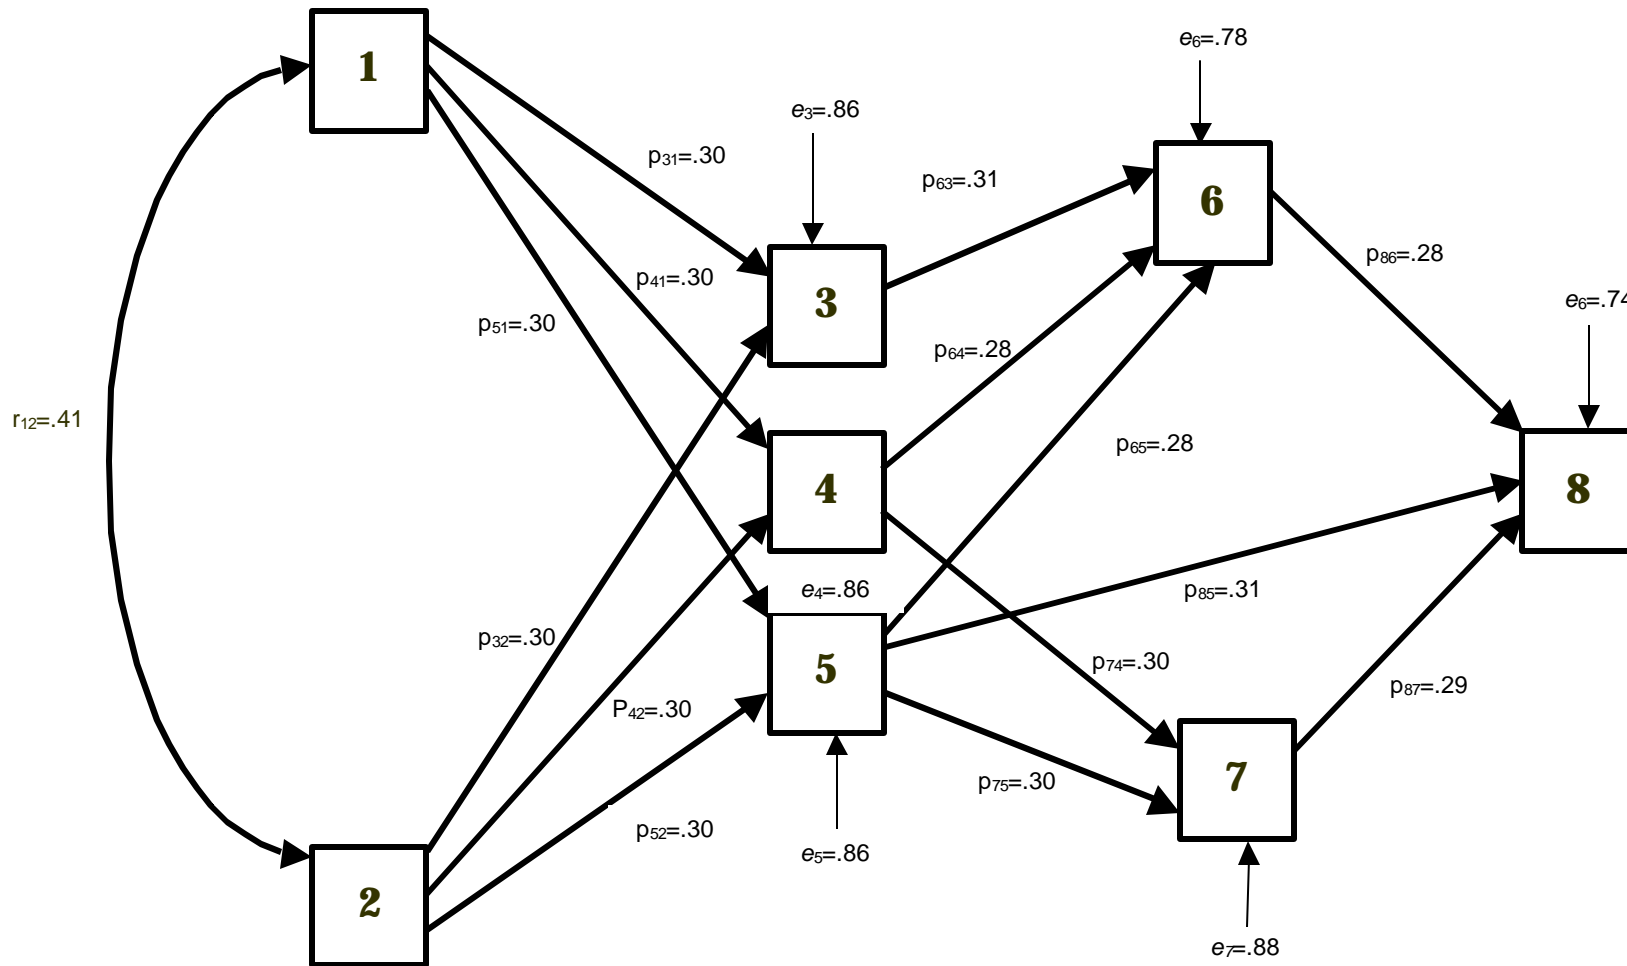 1
e6=.78
e3=.86
p31=.30
p63=.31
6
p41=.30
p86=.28
3
e6=.74
p51=.30
p64=.28
r12=.41
p65=.28
4
8
e4=.86
p85=.31
p32=.30
5
p74=.30
p87=.29
P42=.30
7
p75=.30
p52=.30
e5=.86
2
e7=.88